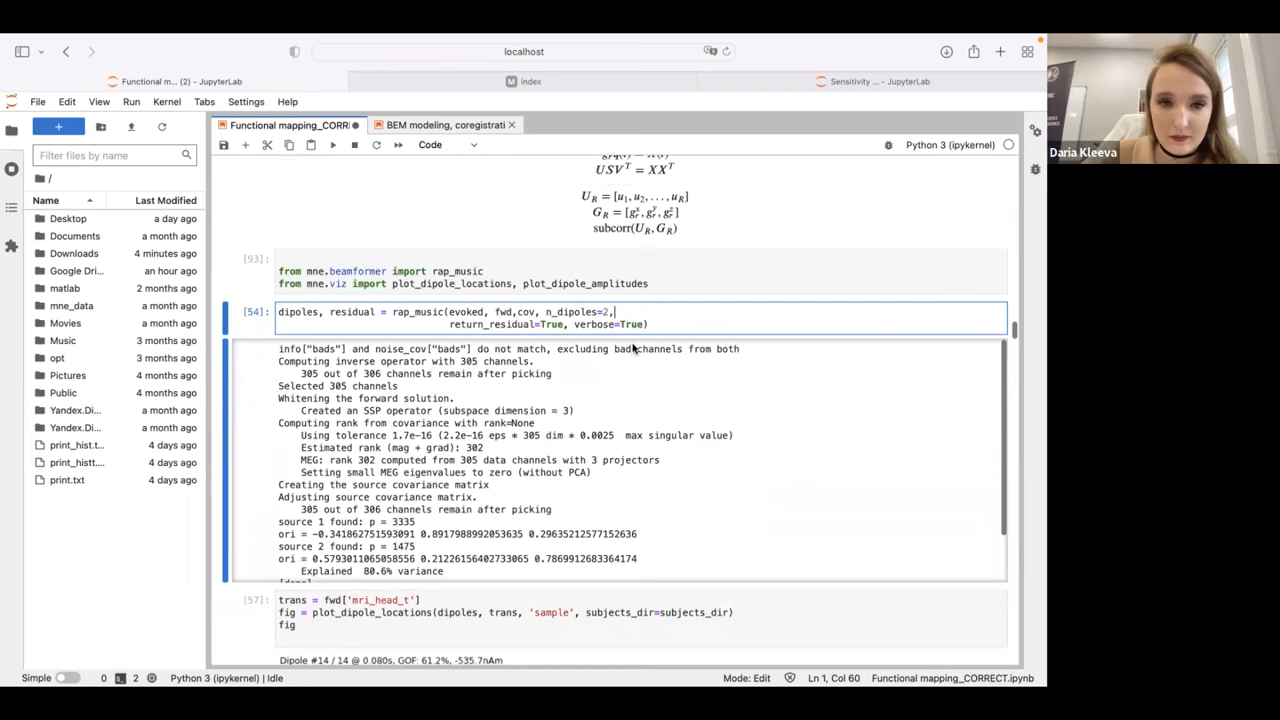 localhost
Functional m... (2) - JupyterLab
index
Sensitivity ... - JupyterLab
Daria Kleeva
File Edit View Run Kernel Tabs Settings Help
Functional mapping_CORR
BEM modeling, coregistrati
Filter files by name
Code
Python 3 (ipykernel)
/
Name Last Modified
Desktop a day ago
Documents a month ago
Downloads 4 minutes ago
Google Dri... an hour ago
matlab 2 months ago
mne_data a month ago
Movies a month ago
Music 4 months ago
opt a month ago
Pictures 4 months ago
Public 4 months ago
Yandex.Di... a month ago
Yandex.Di... a month ago
print_hist.t... 4 days ago
print_histt.... 4 days ago
print.txt 4 days ago
USV^T = XX^T
U_R = [u_1, u_2, . . . , u_R]
G_R = [g_r^x, g_r^y, g_r^z]
subcorr(U_R, G_R)
[93]:
from mne.beamformer import rap_music
from mne.viz import plot_dipole_locations, plot_dipole_amplitudes
[54]: dipoles, residual = rap_music(evoked, fwd,cov, n_dipoles=2,
return_residual=True, verbose=True)
info["bads"] and noise_cov["bads"] do not match, excluding bad channels from both
Computing inverse operator with 305 channels.
305 out of 306 channels remain after picking
Selected 305 channels
Whitening the forward solution.
Created an SSP operator (subspace dimension = 3)
Computing rank from covariance with rank=None
Using tolerance 1.7e-16 (2.2e-16 eps * 305 dim * 0.0025 max singular value)
Estimated rank (mag + grad): 302
MEG: rank 302 computed from 305 data channels with 3 projectors
Setting small MEG eigenvalues to zero (without PCA)
Creating the source covariance matrix
Adjusting source covariance matrix.
305 out of 306 channels remain after picking
source 1 found: p = 3335
ori = -0.341862751593091 0.8917988992053635 0.29635212577152636
source 2 found: p = 1475
ori = 0.5793011065058556 0.21226156402733065 0.7869912683364174
Explained 80.6% variance
[57]: trans = fwd['mri_head_t']
fig = plot_dipole_locations(dipoles, trans, 'sample', subjects_dir=subjects_dir)
fig
Dipole #14 / 14 @ 0.080s, GOF: 61.2%, -535.7nAm
Simple 0 2 Python 3 (ipykernel) | Idle Mode: Edit Ln 1, Col 60 Functional mapping_CORRECT.ipynb